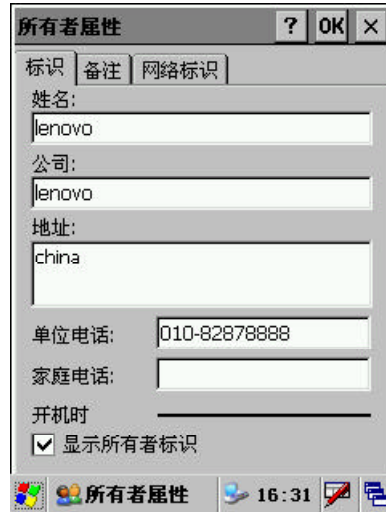 所有者属性 ? OK ×
标识 备注 网络标识
姓名:
lenovo
公司:
lenovo
地址:
china
单位电话: 010-82878888
家庭电话:
开机时
显示所有者标识
所有者属性 16:31